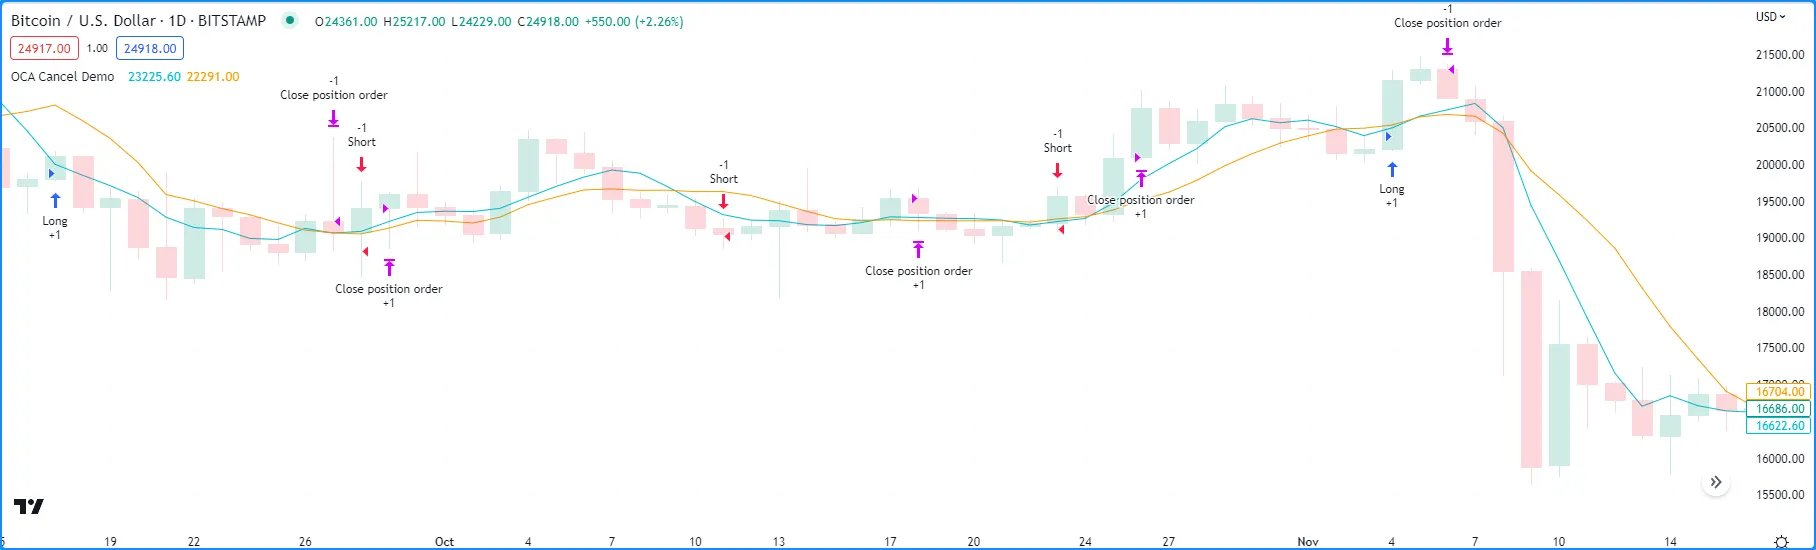 Bitcoin / U.S. Dollar · 1D · BITSTAMP O24361.00 H25217.00 L24229.00 C24918.00 +550.00 (+2.26%)
24917.00 1.00 24918.00
OCA Cancel Demo 23225.60 22291.00
USD
-1
Close position order
-1
Close position order
-1
Short
-1
Short
-1
Short
Long
+1
Close position order
+1
Close position order
+1
Close position order
+1
Long
+1
21500.00
21000.00
20500.00
20000.00
19500.00
19000.00
18500.00
18000.00
17500.00
16704.00
16686.00
16622.60
16000.00
15500.00
19 22 26 Oct 4 7 10 13 17 20 24 27 Nov 4 7 10 14